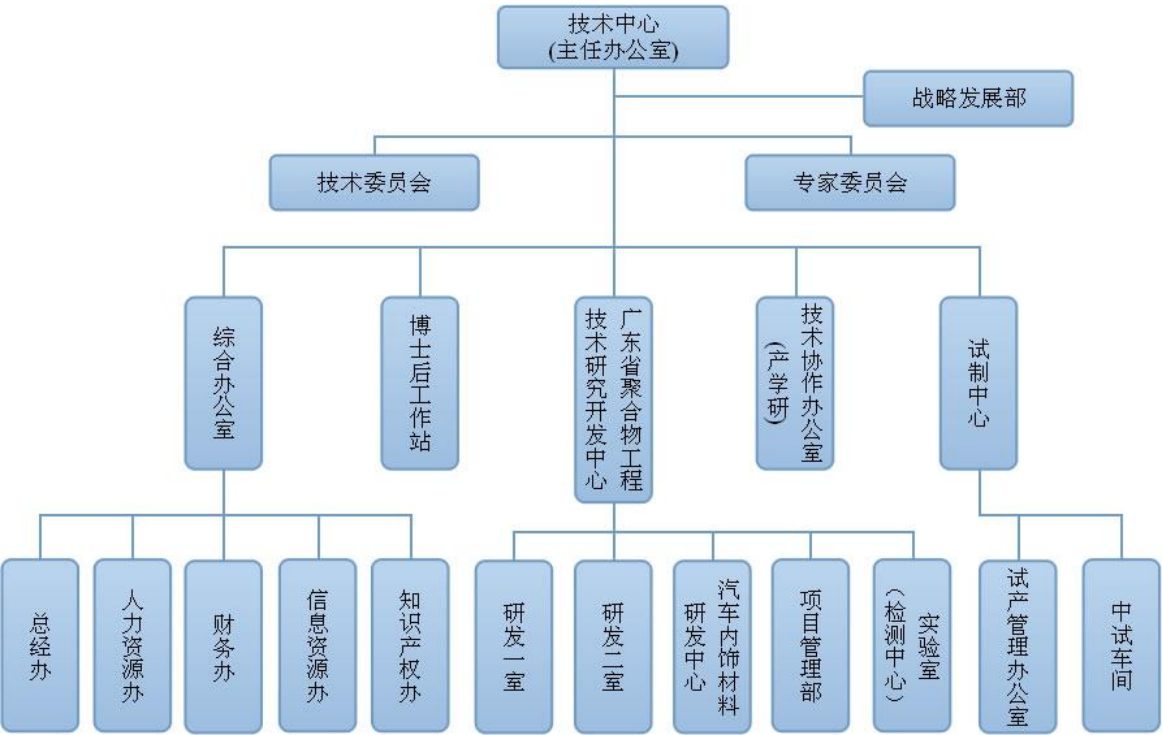 技术中心
(主任办公室)
战略发展部
技术委员会
专家委员会
综合办公室
博士后工作站
广东省聚合物工程
技术研究开发中心
技术协作办公室
(产学研)
试制中心
总经办
人力资源办
财务办
信息资源办
知识产权办
研发一室
研发二室
汽车内饰材料
研发中心
项目管理部
实验室
(检测中心)
试产管理办公室
中试车间